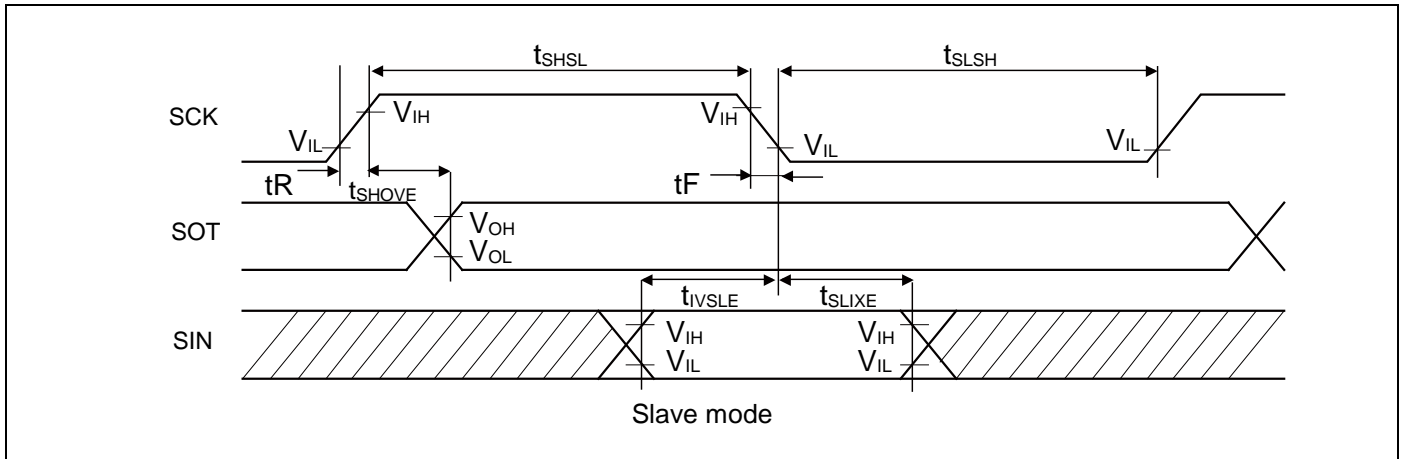 tSHSL
tSLSH
SCK
VIH
VIH
VIL
VIL
VIL
tR
tSHOVE
tF
SOT
VOH
VOL
tIVSLE
tSLIXE
SIN
VIH
VIH
VIL
VIL
Slave mode